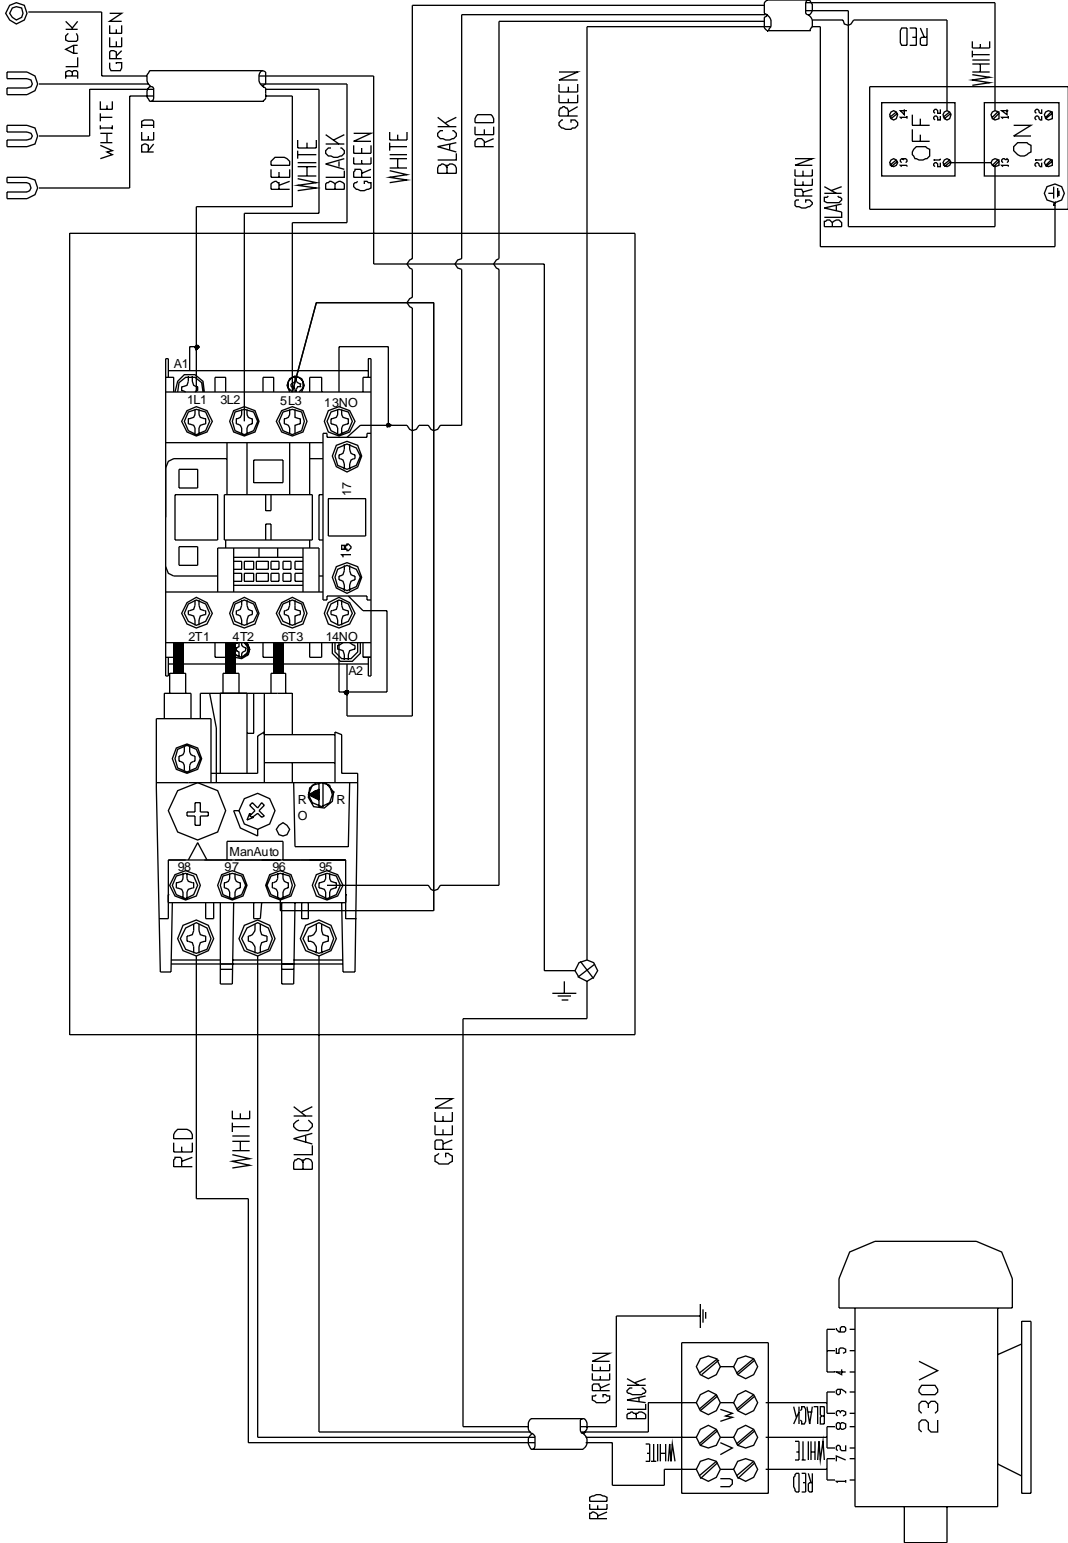 BLACK
GREEN
WHITE
RED
RED
WHITE
BLACK
GREEN
WHITE
BLACK
RED
GREEN
RED
WHITE
GREEN
BLACK
14
22
OFF
13
21
14
22
ON
13
21
A1
1L1
3L2
5L3
13NO
17
18
2T1
4T2
6T3
14NO
A2
R
R
O
ManAuto
98
97
96
95
RED
WHITE
BLACK
GREEN
GREEN
BLACK
WHITE
RED
W
V
U
BLACK
WHITE
RED
6
5
4
9
3
8
2
7
1
230V